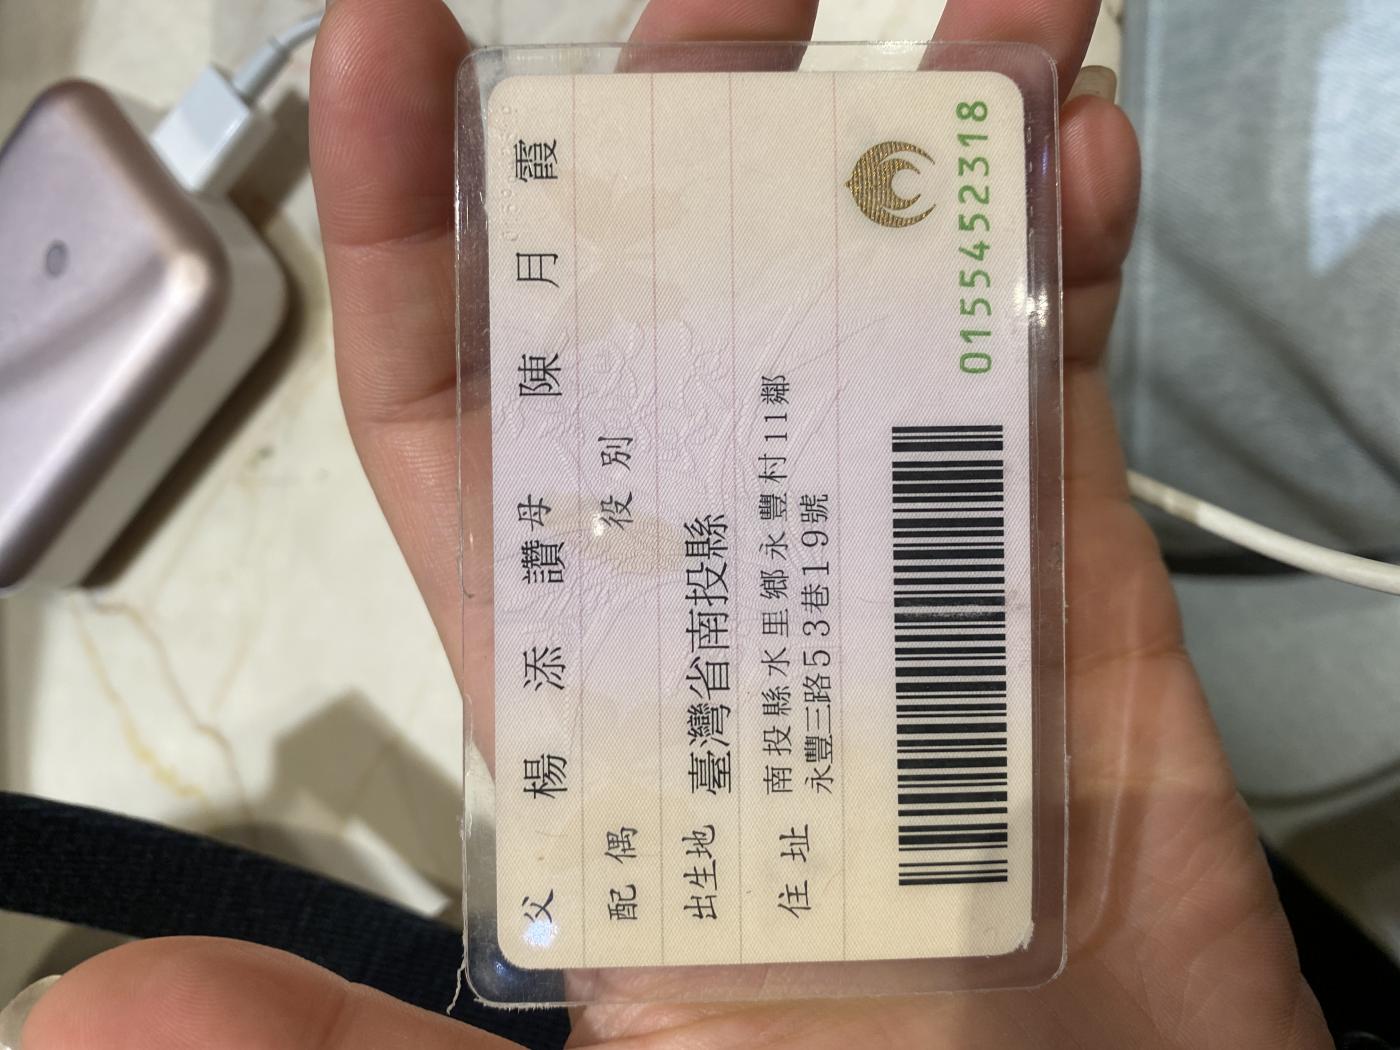 父 楊添讚 母 陳月霞
配偶 役別
出生地 臺灣省南投縣
住址 南投縣水里鄉永豐村11鄰
永豐三路53巷19號
0155452318